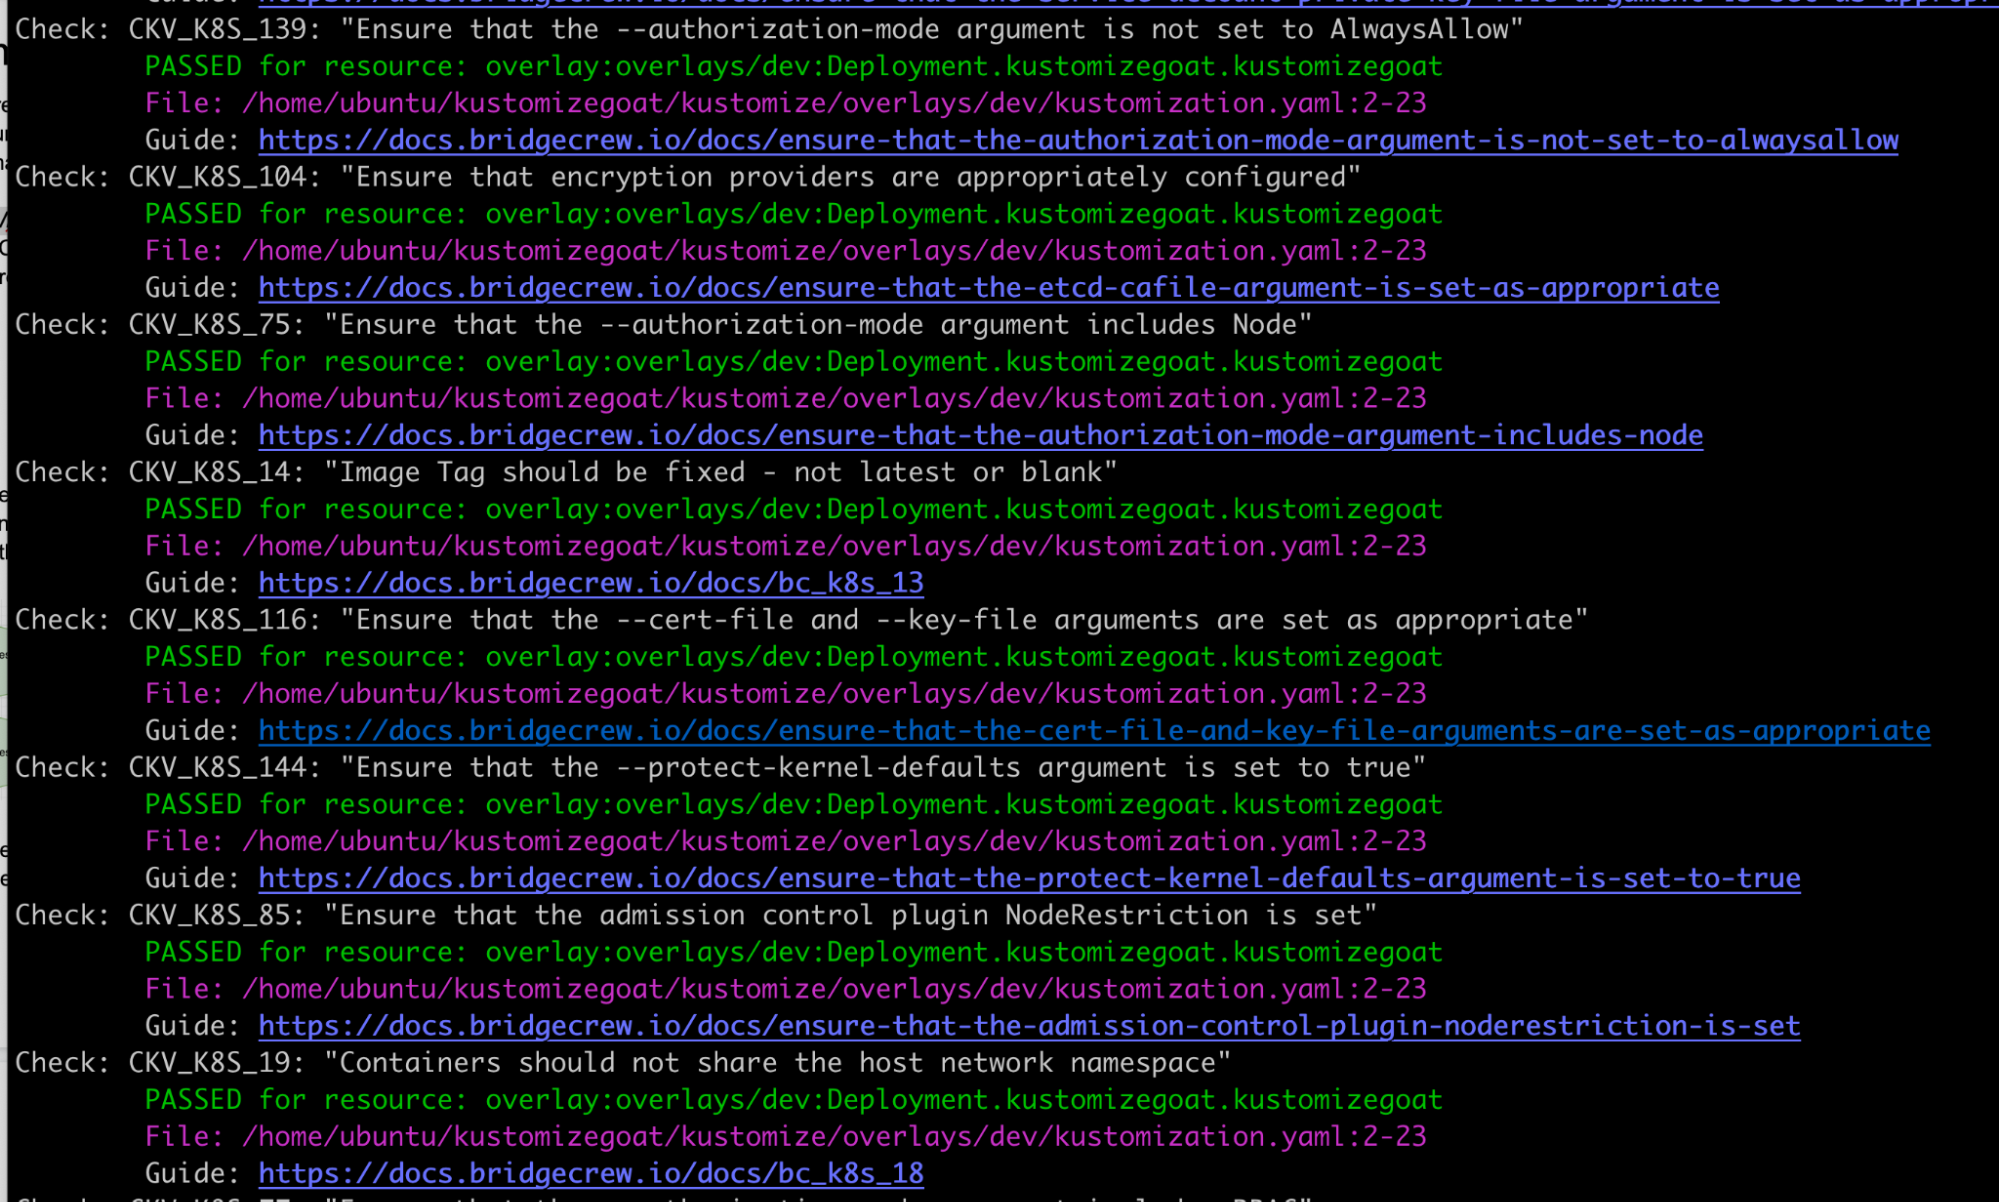 Check: CKV_K8S_139: "Ensure that the --authorization-mode argument is not set to AlwaysAllow"
PASSED for resource: overlay:overlays/dev:Deployment.kustomizegoat.kustomizegoat
File: /home/ubuntu/kustomizegoat/kustomize/overlays/dev/kustomization.yaml:2-23
Guide: https://docs.bridgecrew.io/docs/ensure-that-the-authorization-mode-argument-is-not-set-to-alwaysallow
Check: CKV_K8S_104: "Ensure that encryption providers are appropriately configured"
PASSED for resource: overlay:overlays/dev:Deployment.kustomizegoat.kustomizegoat
File: /home/ubuntu/kustomizegoat/kustomize/overlays/dev/kustomization.yaml:2-23
Guide: https://docs.bridgecrew.io/docs/ensure-that-the-etcd-cafile-argument-is-set-as-appropriate
Check: CKV_K8S_75: "Ensure that the --authorization-mode argument includes Node"
PASSED for resource: overlay:overlays/dev:Deployment.kustomizegoat.kustomizegoat
File: /home/ubuntu/kustomizegoat/kustomize/overlays/dev/kustomization.yaml:2-23
Guide: https://docs.bridgecrew.io/docs/ensure-that-the-authorization-mode-argument-includes-node
Check: CKV_K8S_14: "Image Tag should be fixed - not latest or blank"
PASSED for resource: overlay:overlays/dev:Deployment.kustomizegoat.kustomizegoat
File: /home/ubuntu/kustomizegoat/kustomize/overlays/dev/kustomization.yaml:2-23
Guide: https://docs.bridgecrew.io/docs/bc_k8s_13
Check: CKV_K8S_116: "Ensure that the --cert-file and --key-file arguments are set as appropriate"
PASSED for resource: overlay:overlays/dev:Deployment.kustomizegoat.kustomizegoat
File: /home/ubuntu/kustomizegoat/kustomize/overlays/dev/kustomization.yaml:2-23
Guide: https://docs.bridgecrew.io/docs/ensure-that-the-cert-file-and-key-file-arguments-are-set-as-appropriate
Check: CKV_K8S_144: "Ensure that the --protect-kernel-defaults argument is set to true"
PASSED for resource: overlay:overlays/dev:Deployment.kustomizegoat.kustomizegoat
File: /home/ubuntu/kustomizegoat/kustomize/overlays/dev/kustomization.yaml:2-23
Guide: https://docs.bridgecrew.io/docs/ensure-that-the-protect-kernel-defaults-argument-is-set-to-true
Check: CKV_K8S_85: "Ensure that the admission control plugin NodeRestriction is set"
PASSED for resource: overlay:overlays/dev:Deployment.kustomizegoat.kustomizegoat
File: /home/ubuntu/kustomizegoat/kustomize/overlays/dev/kustomization.yaml:2-23
Guide: https://docs.bridgecrew.io/docs/ensure-that-the-admission-control-plugin-noderestriction-is-set
Check: CKV_K8S_19: "Containers should not share the host network namespace"
PASSED for resource: overlay:overlays/dev:Deployment.kustomizegoat.kustomizegoat
File: /home/ubuntu/kustomizegoat/kustomize/overlays/dev/kustomization.yaml:2-23
Guide: https://docs.bridgecrew.io/docs/bc_k8s_18